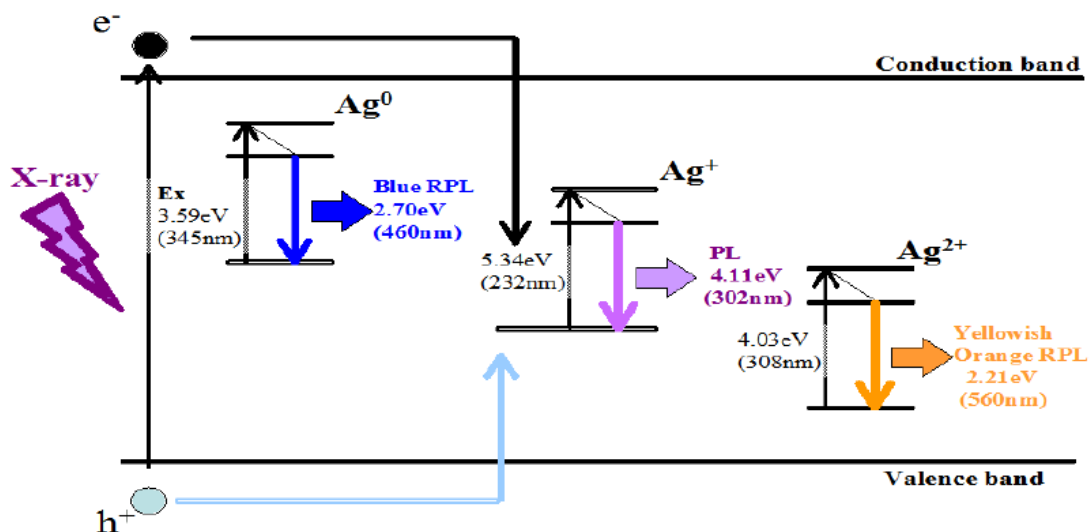 e⁻
Conduction band
Ag⁰
X-ray
Ex
3.59eV
(345nm)
Blue RPL
2.70eV
(460nm)
Ag⁺
5.34eV
(232nm)
PL
4.11eV
(302nm)
Ag²⁺
4.03eV
(308nm)
Yellowish
Orange RPL
2.21eV
(560nm)
Valence band
h⁺